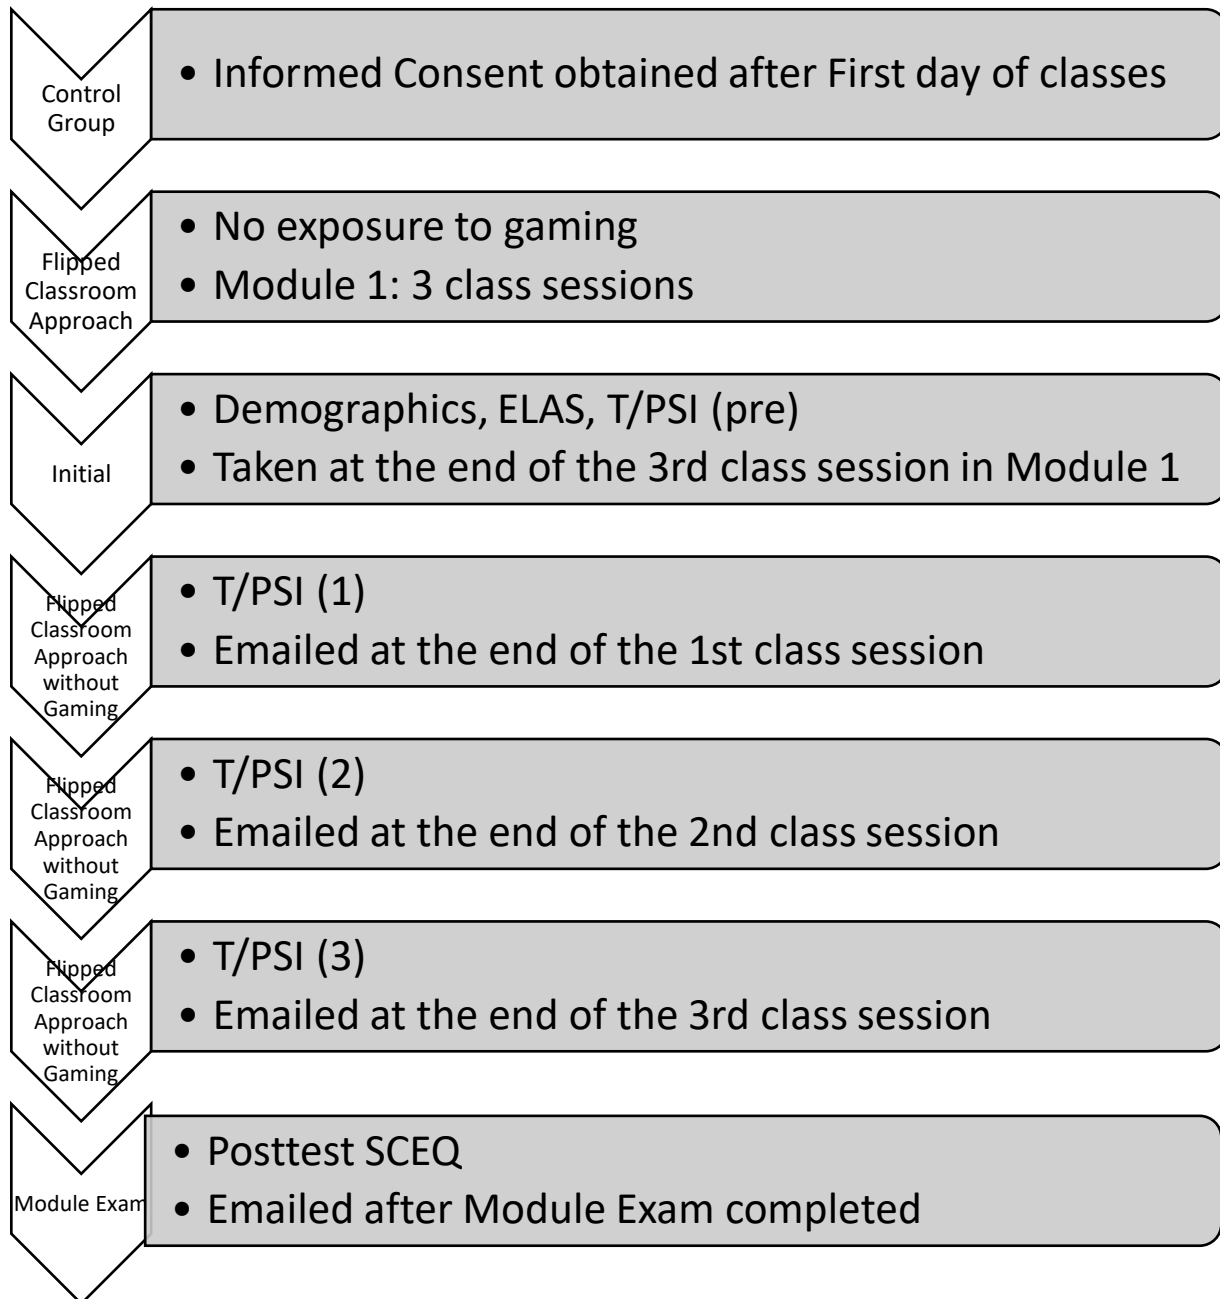 Control
Group
• Informed Consent obtained after First day of classes
Flipped
Classroom
Approach
• No exposure to gaming
• Module 1: 3 class sessions
Initial
• Demographics, ELAS, T/PSI (pre)
• Taken at the end of the 3rd class session in Module 1
Flipped
Classroom
Approach
without
Gaming
• T/PSI (1)
• Emailed at the end of the 1st class session
Flipped
Classroom
Approach
without
Gaming
• T/PSI (2)
• Emailed at the end of the 2nd class session
Flipped
Classroom
Approach
without
Gaming
• T/PSI (3)
• Emailed at the end of the 3rd class session
Module Exam
• Posttest SCEQ
• Emailed after Module Exam completed